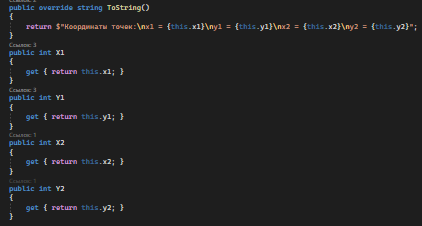 public override string ToString()
{
return $"Координаты точек:\nx1 = {this.x1}\ny1 = {this.y1}\nx2 = {this.x2}\ny2 = {this.y2}";
}
Ссылок: 3
public int X1
{
get { return this.x1; }
}
Ссылок: 3
public int Y1
{
get { return this.y1; }
}
Ссылок: 1
public int X2
{
get { return this.x2; }
}
Ссылок: 1
public int Y2
{
get { return this.y2; }
}